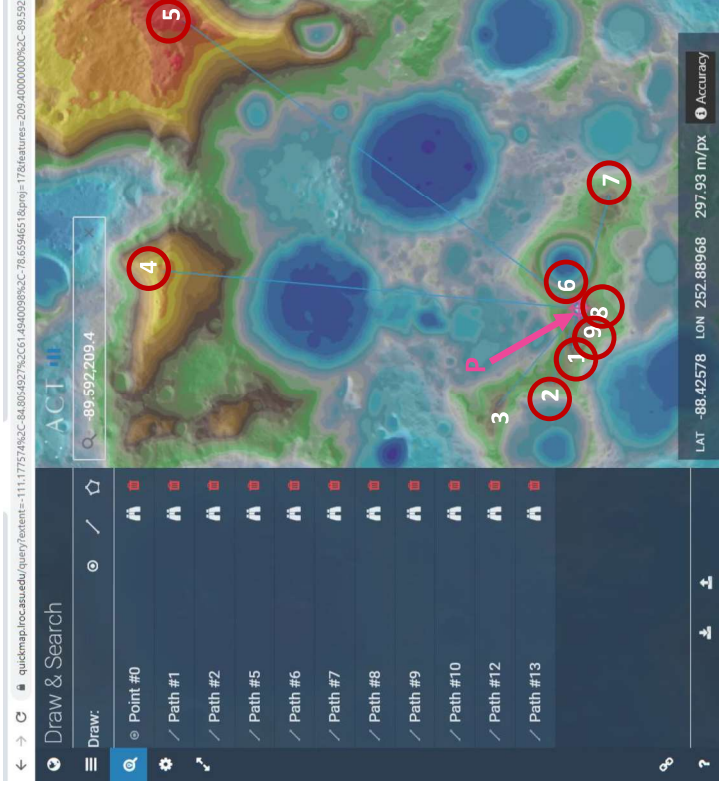 quickmap.lroc.asu.edu/query?extent=-111.177574%2C-84.8054927%2C61.4940098%2C-78.6594651&proj=17&features=209.40000000%2C-89.592
Draw & Search
Draw:
Point #0
Path #1
Path #2
Path #5
Path #6
Path #7
Path #8
Path #9
Path #10
Path #12
Path #13
ACT
-89.592,209.4
P
1
2
3
4
5
6
7
8
9
LAT -88.42578 LON 252.88968 297.93 m/px Accuracy